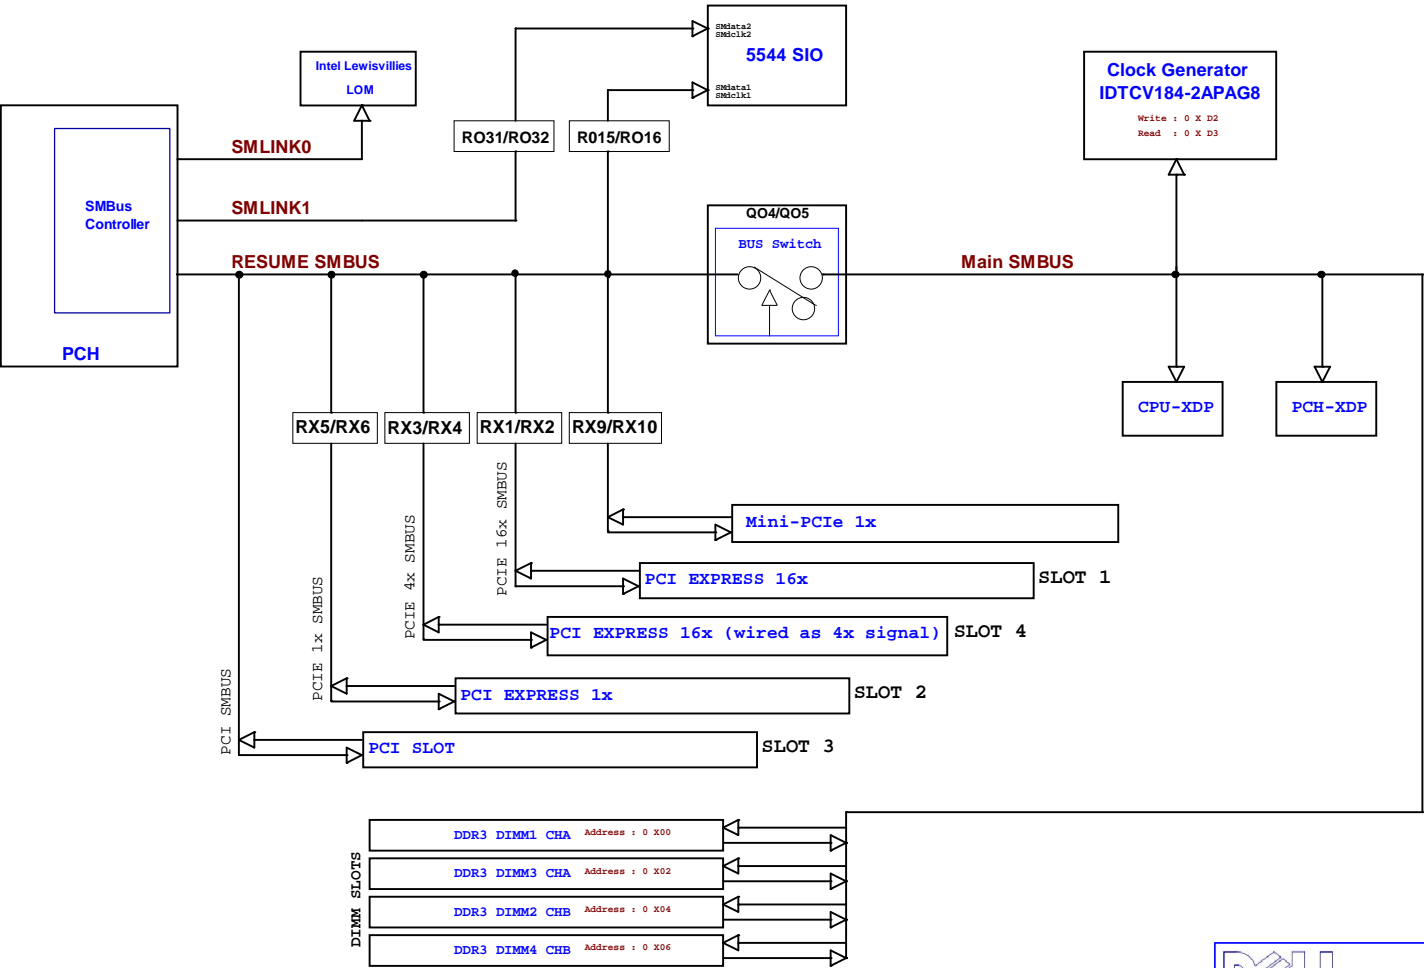 SMdata2
SMdclk2
5544 SIO
SMdata1
SMdclk1
Intel Lewisvillies
LOM
Clock Generator
IDTCV184-2APAG8
Write : 0 X D2
Read : 0 X D3
RO31/RO32
R015/RO16
SMLINK0
SMBus
Controller
SMLINK1
QO4/QO5
BUS Switch
RESUME SMBUS
Main SMBUS
PCH
CPU-XDP
PCH-XDP
RX5/RX6
RX3/RX4
RX1/RX2
RX9/RX10
PCIE 16x SMBUS
PCIE 4x SMBUS
PCIE 1x SMBUS
PCI SMBUS
Mini-PCIe 1x
PCI EXPRESS 16x
SLOT 1
PCI EXPRESS 16x (wired as 4x signal)
SLOT 4
PCI EXPRESS 1x
SLOT 2
PCI SLOT
SLOT 3
DIMM SLOTS
DDR3 DIMM1 CHA Address : 0 X00
DDR3 DIMM3 CHA Address : 0 X02
DDR3 DIMM2 CHB Address : 0 X04
DDR3 DIMM4 CHB Address : 0 X06
DELL